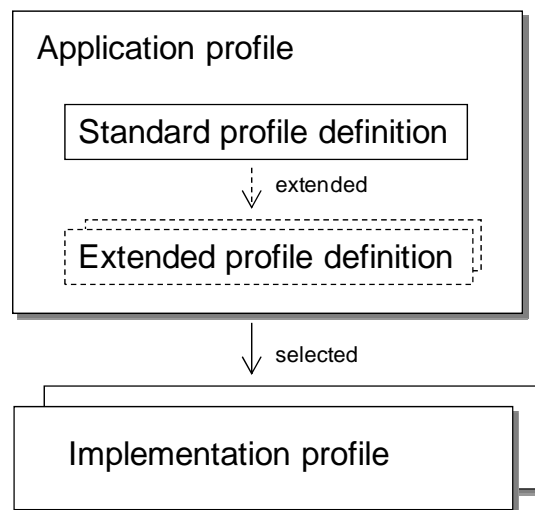 Application profile
Standard profile definition
extended
Extended profile definition
selected
Implementation profile